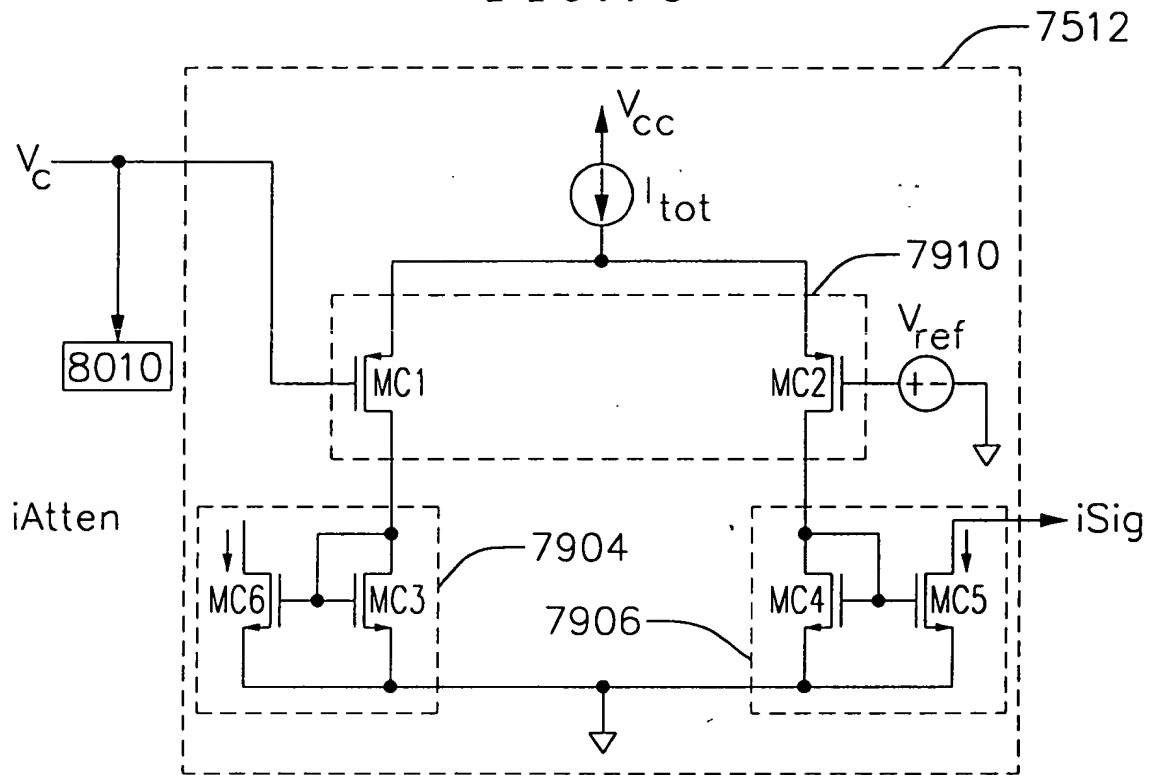 7512
Vcc
Vc
Itot
7910
8010
MC1
MC2
Vref
+ -
iAtten
iSig
7904
MC6
MC3
MC4
MC5
7906